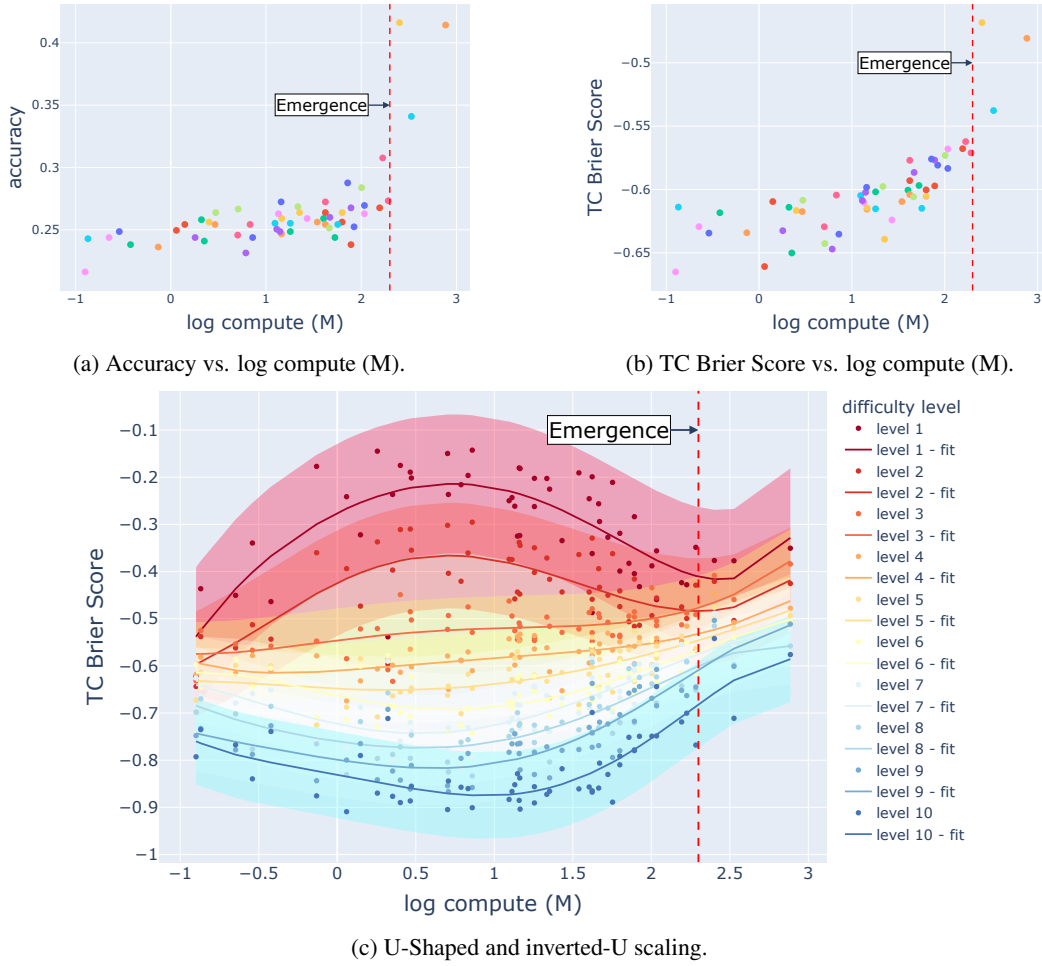 0.4
0.35
0.3
0.25
accuracy
Emergence
−1
0
1
2
3
log compute (M)
(a) Accuracy vs. log compute (M).
−0.5
−0.55
−0.6
−0.65
TC Brier Score
Emergence
−1
0
1
2
3
log compute (M)
(b) TC Brier Score vs. log compute (M).
−0.1
−0.2
−0.3
−0.4
−0.5
−0.6
−0.7
−0.8
−0.9
−1
TC Brier Score
Emergence
−1
−0.5
0
0.5
1
1.5
2
2.5
3
log compute (M)
difficulty level
level 1
level 1 - fit
level 2
level 2 - fit
level 3
level 3 - fit
level 4
level 4 - fit
level 5
level 5 - fit
level 6
level 6 - fit
level 7
level 7 - fit
level 8
level 8 - fit
level 9
level 9 - fit
level 10
level 10 - fit
(c) U-Shaped and inverted-U scaling.